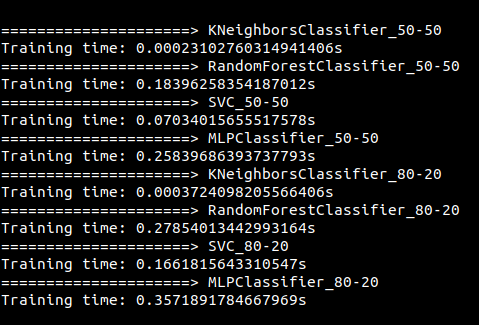 =====================> KNeighborsClassifier_50-50
Training time: 0.00023102760314941406s
=====================> RandomForestClassifier_50-50
Training time: 0.18396258354187012s
=====================> SVC_50-50
Training time: 0.07034015655517578s
=====================> MLPClassifier_50-50
Training time: 0.25839686393737793s
=====================> KNeighborsClassifier_80-20
Training time: 0.0003724098205566406s
=====================> RandomForestClassifier_80-20
Training time: 0.27854013442993164s
=====================> SVC_80-20
Training time: 0.1661815643310547s
=====================> MLPClassifier_80-20
Training time: 0.3571891784667969s